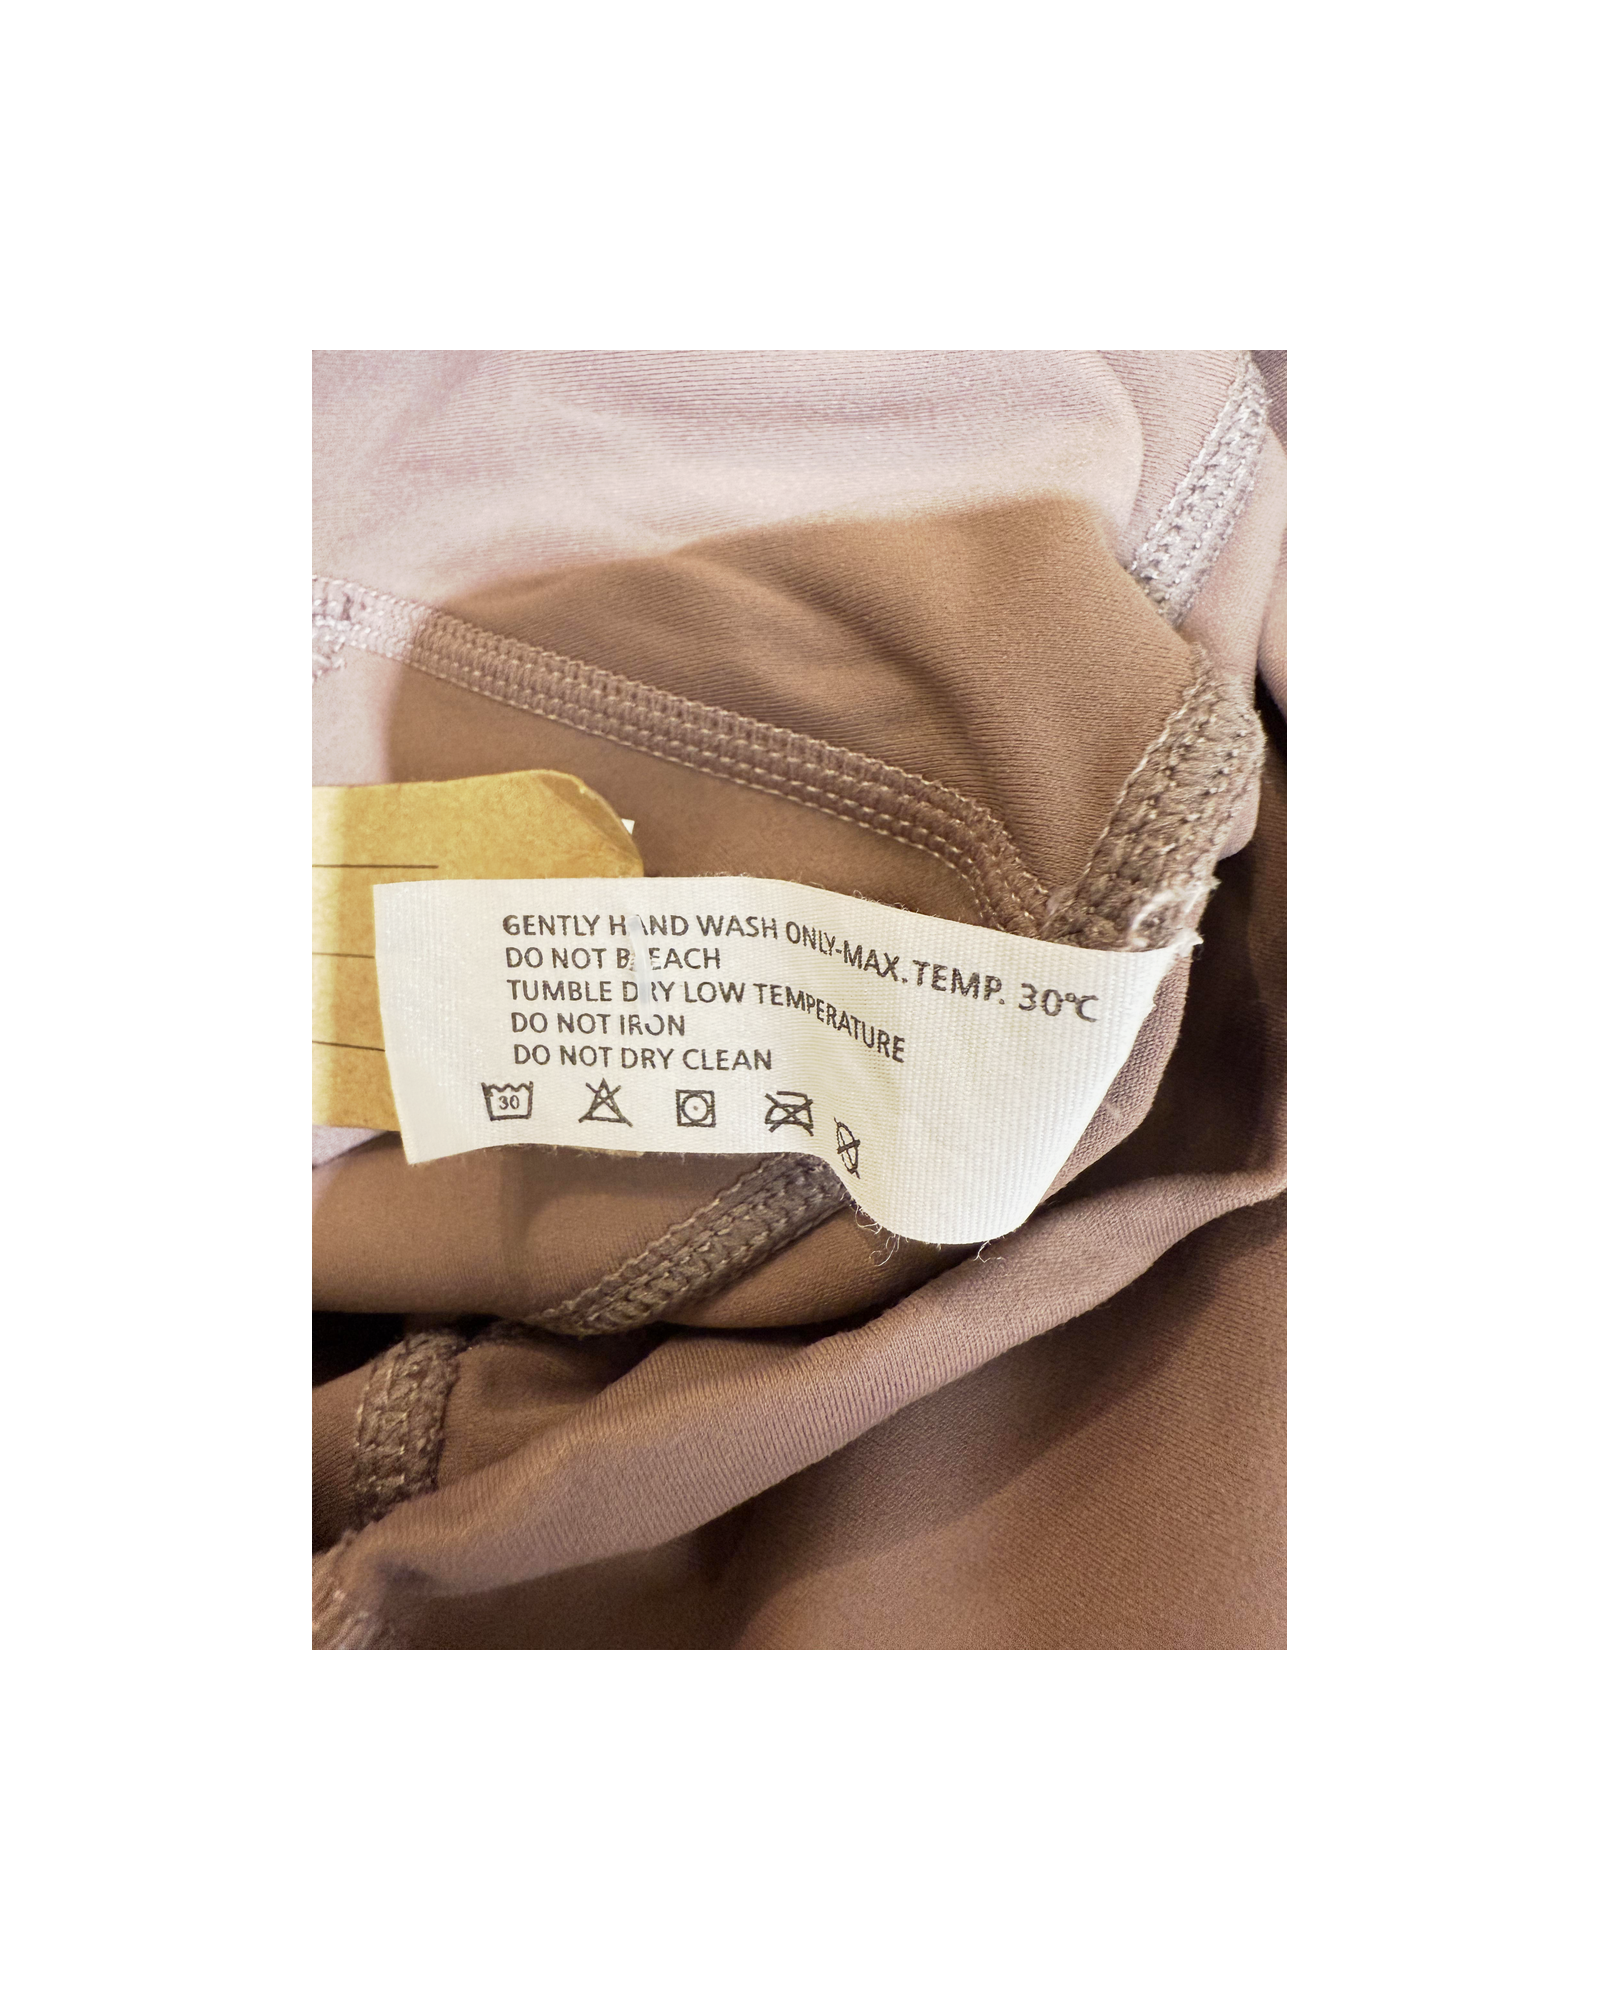 GENTLY HAND WASH ONLY-MAX. TEMP. 30°C
DO NOT BLEACH
TUMBLE DRY LOW TEMPERATURE
DO NOT IRON
DO NOT DRY CLEAN
30